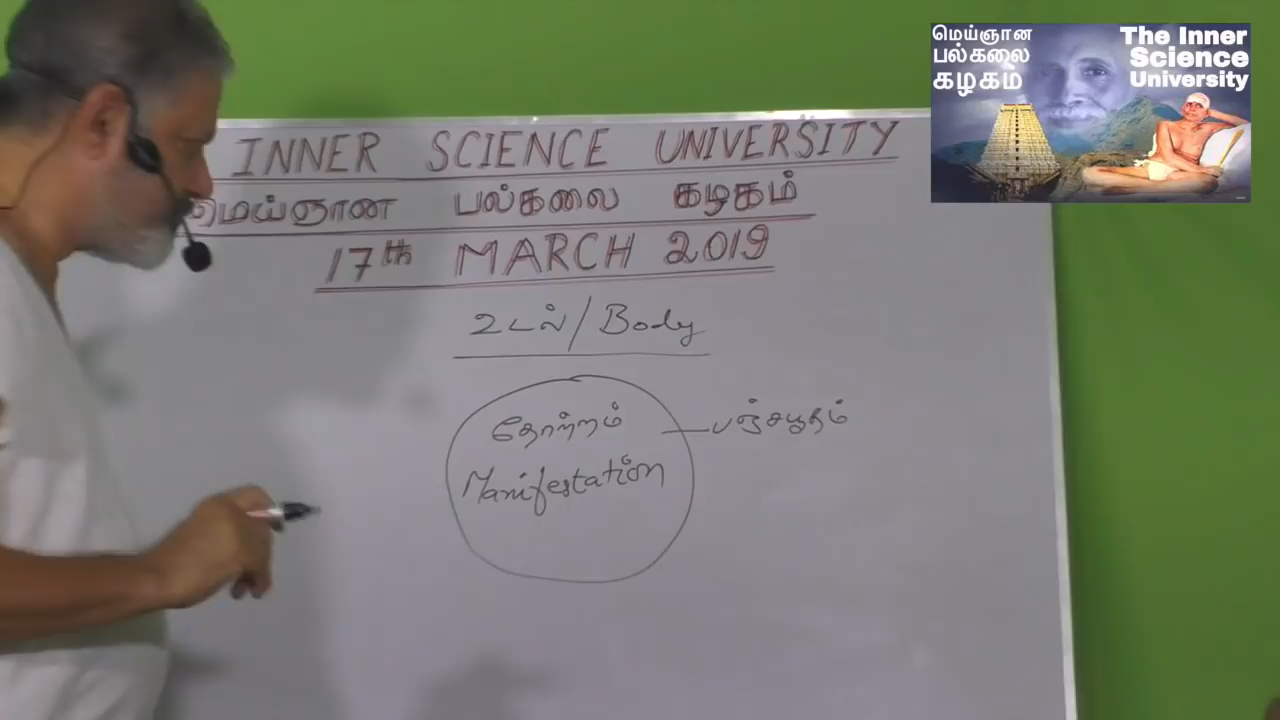 INNER SCIENCE UNIVERSITY
மெய்ஞான பல்கலை கழகம்
17th MARCH 2019
உடல் / Body
தோற்றம்
Manifestation
பஞ்சபூதம்
மெய்ஞான
பல்கலை
கழகம்
The Inner
Science
University